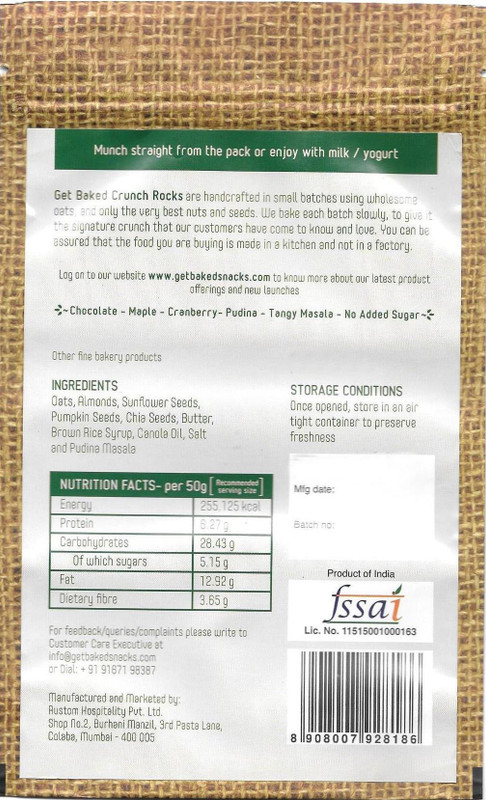 Munch straight from the pack or enjoy with milk / yogurt
Get Baked Crunch Rocks are handcrafted in small batches using wholesome
oats, and only the very best nuts and seeds. We bake each batch slowly, to give it
the signature crunch that our customers have come to know and love. You can be
assured that the food you are buying is made in a kitchen and not in a factory.
Log on to our website www.getbakedsnacks.com to know more about our latest product
offerings and new launches
~Chocolate - Maple - Cranberry- Pudina - Tangy Masala - No Added Sugar~
Other fine bakery products
INGREDIENTS
Oats, Almonds, Sunflower Seeds,
Pumpkin Seeds, Chia Seeds, Butter,
Brown Rice Syrup, Canola Oil, Salt
and Pudina Masala
STORAGE CONDITIONS
Once opened, store in an air
tight container to preserve
freshness
NUTRITION FACTS- per 50g [Recommended serving size]
Energy 255.125 kcal
Protein 6.27 g
Carbohydrates 28.43 g
Of which sugars 5.15 g
Fat 12.92 g
Dietary fibre 3.65 g
Mfg date:
Batch no:
Product of India
fssai
Lic. No. 11515001000163
For feedback/queries/complaints please write to
Customer Care Executive at
info@getbakedsnacks.com
or Dial: + 91 91671 98387
Manufactured and Marketed by:
Rustom Hospitality Pvt. Ltd.
Shop No.2, Burhani Manzil, 3rd Pasta Lane,
Colaba, Mumbai - 400 005
8 908007 928186